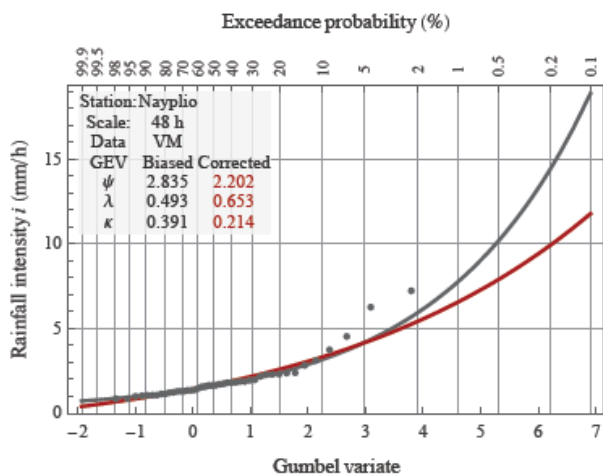 Exceedance probability (%)
99.9 99.5 98 95 90 80 70 60 50 40 30 20 10 5 2 1 0.5 0.2 0.1
Station: Nayplio
Scale: 48 h
Data VM
GEV Biased Corrected
ψ 2.835 2.202
λ 0.493 0.653
κ 0.391 0.214
Rainfall intensity i (mm/h)
15
10
5
0
−2 −1 0 1 2 3 4 5 6 7
Gumbel variate